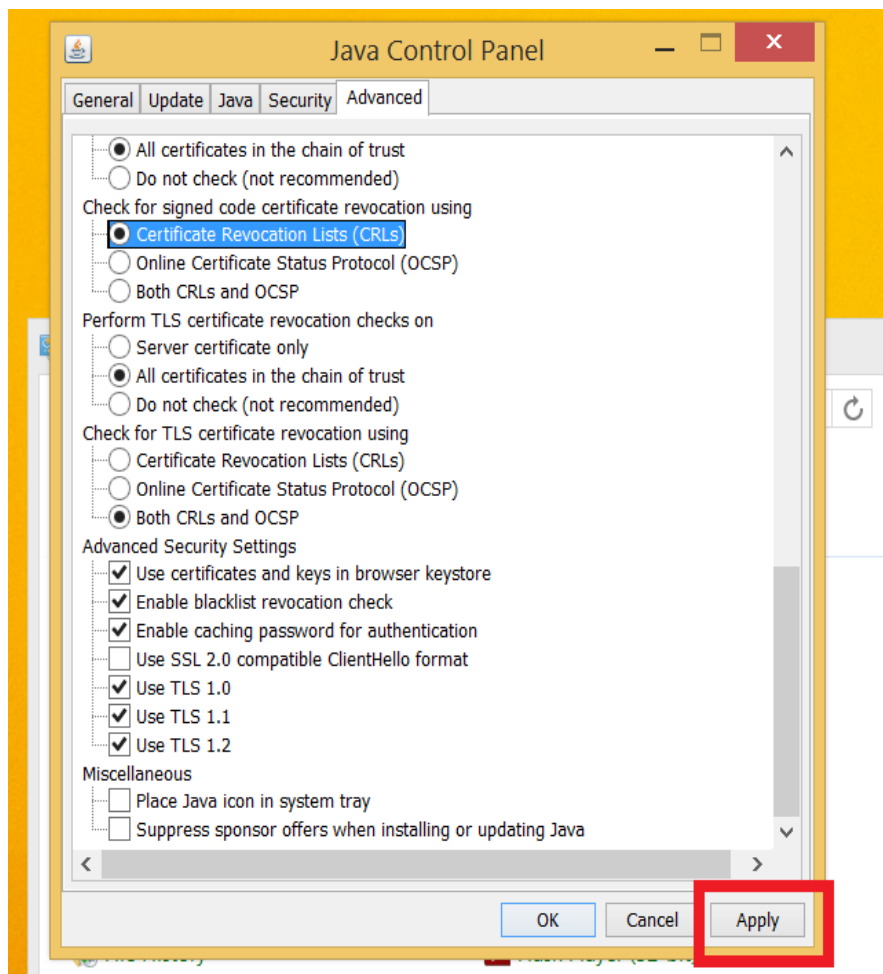 Java Control Panel
General Update Java Security Advanced
All certificates in the chain of trust
Do not check (not recommended)
Check for signed code certificate revocation using
Certificate Revocation Lists (CRLs)
Online Certificate Status Protocol (OCSP)
Both CRLs and OCSP
Perform TLS certificate revocation checks on
Server certificate only
All certificates in the chain of trust
Do not check (not recommended)
Check for TLS certificate revocation using
Certificate Revocation Lists (CRLs)
Online Certificate Status Protocol (OCSP)
Both CRLs and OCSP
Advanced Security Settings
Use certificates and keys in browser keystore
Enable blacklist revocation check
Enable caching password for authentication
Use SSL 2.0 compatible ClientHello format
Use TLS 1.0
Use TLS 1.1
Use TLS 1.2
Miscellaneous
Place Java icon in system tray
Suppress sponsor offers when installing or updating Java
OK Cancel Apply